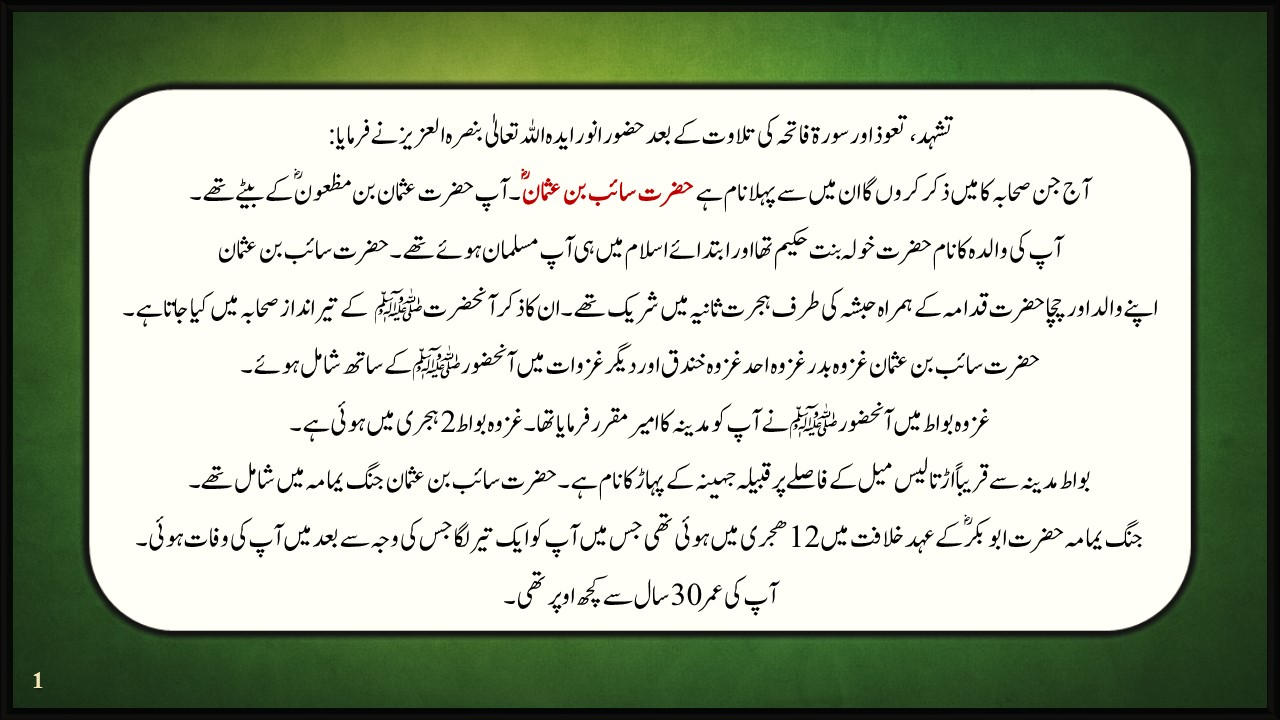 تشہد، تعوذ اور سورۃ فاتحہ کی تلاوت کے بعد حضور انور ایدہ اللہ تعالیٰ بنصرہ العزیز نے فرمایا:
آج جن صحابہ کا میں ذکر کروں گا ان میں سے پہلا نام ہے حضرت سائب بن عثمانؓ۔ آپ حضرت عثمان بن مظعونؓ کے بیٹے تھے۔
آپ کی والدہ کا نام حضرت خولہ بنت حکیم تھا اور ابتدائے اسلام میں ہی آپ مسلمان ہوئے تھے۔ حضرت سائب بن عثمان
اپنے والد اور چچا حضرت قدامہ کے ہمراہ حبشہ کی طرف ہجرت ثانیہ میں شریک تھے۔ ان کا ذکر آنحضرت ﷺ کے تیر انداز صحابہ میں کیا جاتا ہے۔
حضرت سائب بن عثمان غزوہ بدر غزوہ احد غزوہ خندق اور دیگر غزوات میں آنحضور ﷺ کے ساتھ شامل ہوئے۔
غزوہ بواط میں آنحضور ﷺ نے آپ کو مدینہ کا امیر مقرر فرمایا تھا۔ غزوہ بواط 2 ہجری میں ہوئی ہے۔
بواط مدینہ سے قریباً اڑتالیس میل کے فاصلے پر قبیلہ جہینہ کے پہاڑ کا نام ہے۔ حضرت سائب بن عثمان جنگ یمامہ میں شامل تھے۔
جنگ یمامہ حضرت ابو بکرؓ کے عہد خلافت میں 12 ھجری میں ہوئی تھی جس میں آپ کو ایک تیر لگا جس کی وجہ سے بعد میں آپ کی وفات ہوئی۔
آپ کی عمر 30 سال سے کچھ اوپر تھی۔
1